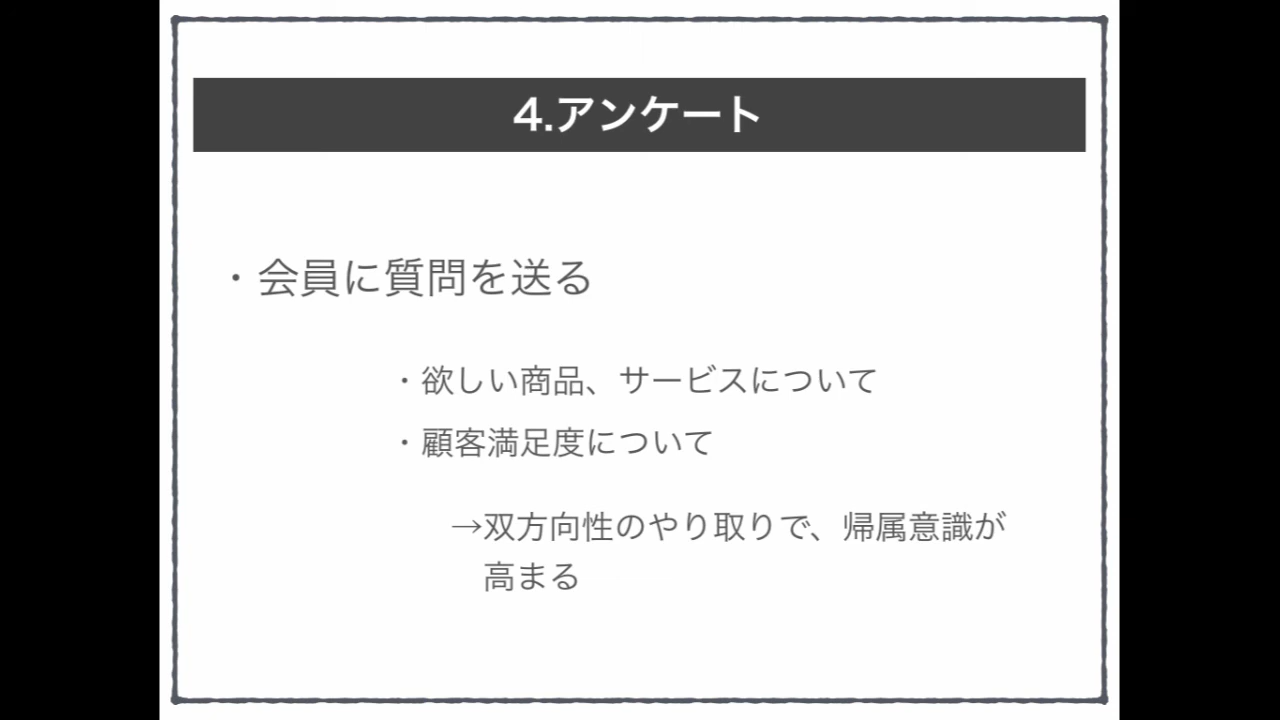 4.アンケート
・会員に質問を送る
・欲しい商品、サービスについて
・顧客満足度について
→双方向性のやり取りで、帰属意識が
高まる